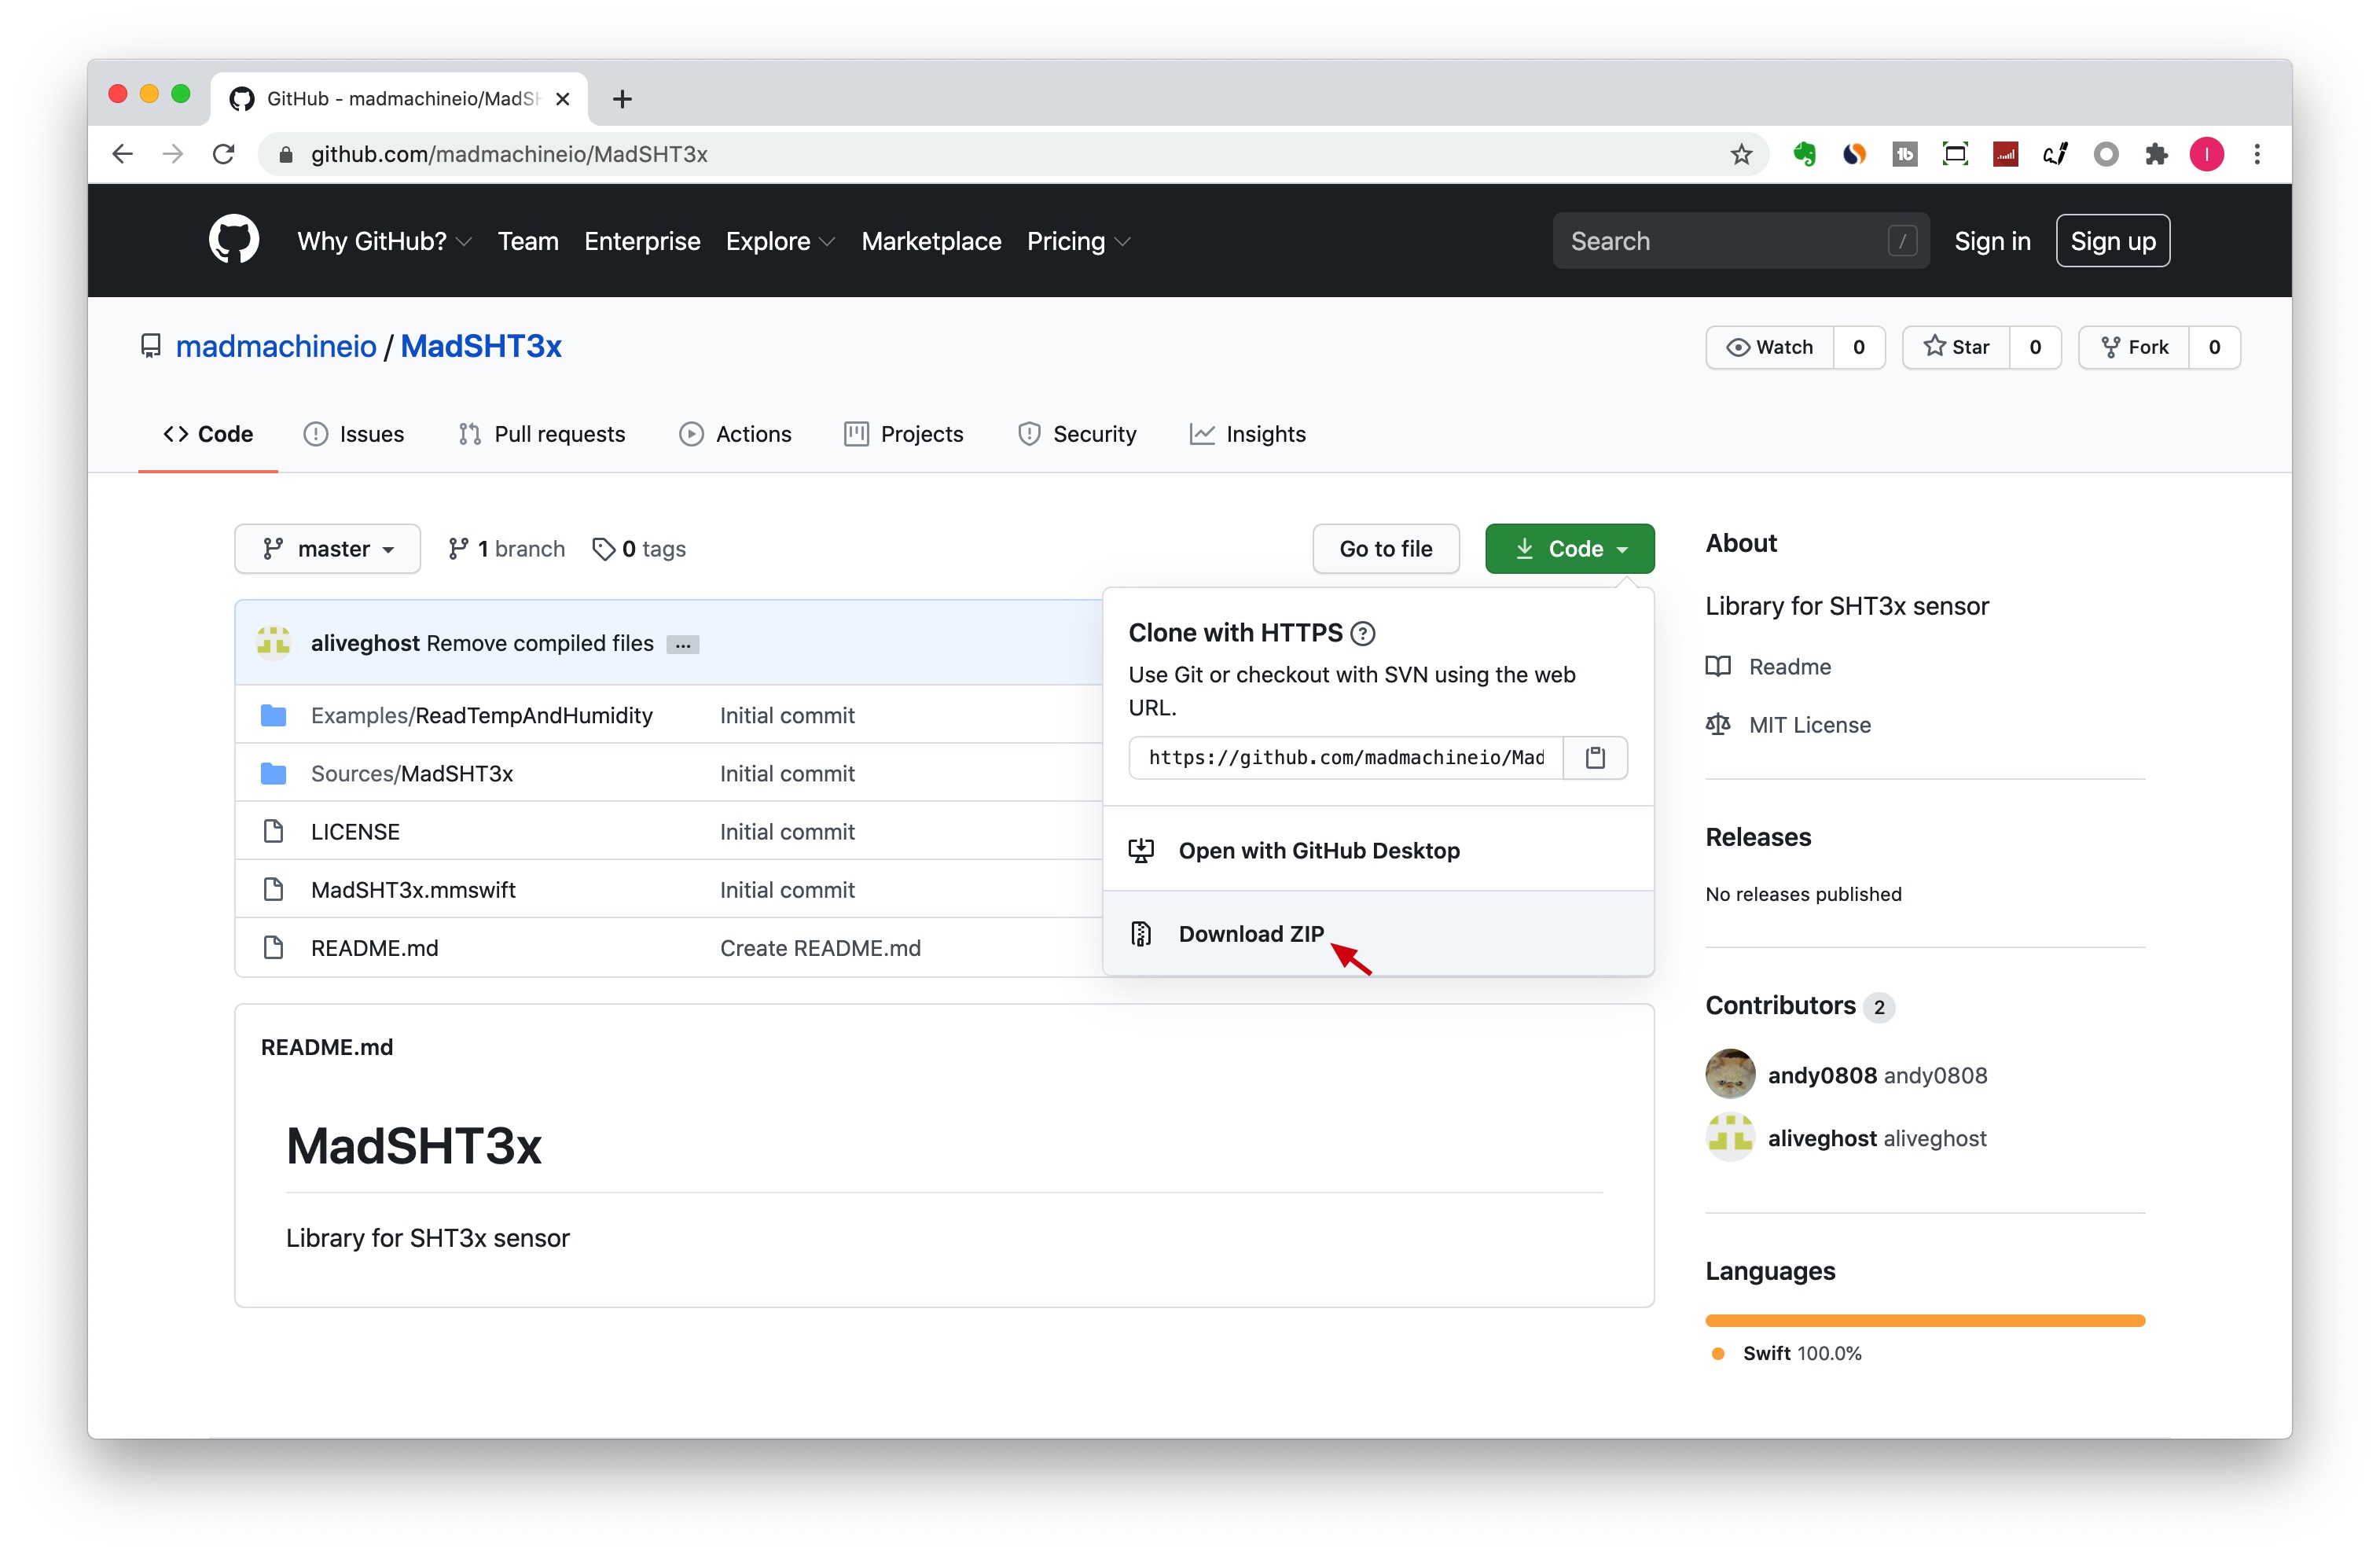 GitHub - madmachineio/MadSH
github.com/madmachineio/MadSHT3x
Why GitHub? Team Enterprise Explore Marketplace Pricing
Search / Sign in Sign up
madmachineio / MadSHT3x
Watch 0 Star 0 Fork 0
Code Issues Pull requests Actions Projects Security Insights
master 1 branch 0 tags
Go to file Code
aliveghost Remove compiled files ...
Examples/ReadTempAndHumidity Initial commit
Sources/MadSHT3x Initial commit
LICENSE Initial commit
MadSHT3x.mmswift Initial commit
README.md Create README.md
Clone with HTTPS ?
Use Git or checkout with SVN using the web
URL.
https://github.com/madmachineio/Mad
Open with GitHub Desktop
Download ZIP
README.md
MadSHT3x
Library for SHT3x sensor
About
Library for SHT3x sensor
Readme
MIT License
Releases
No releases published
Contributors 2
andy0808 andy0808
aliveghost aliveghost
Languages
Swift 100.0%